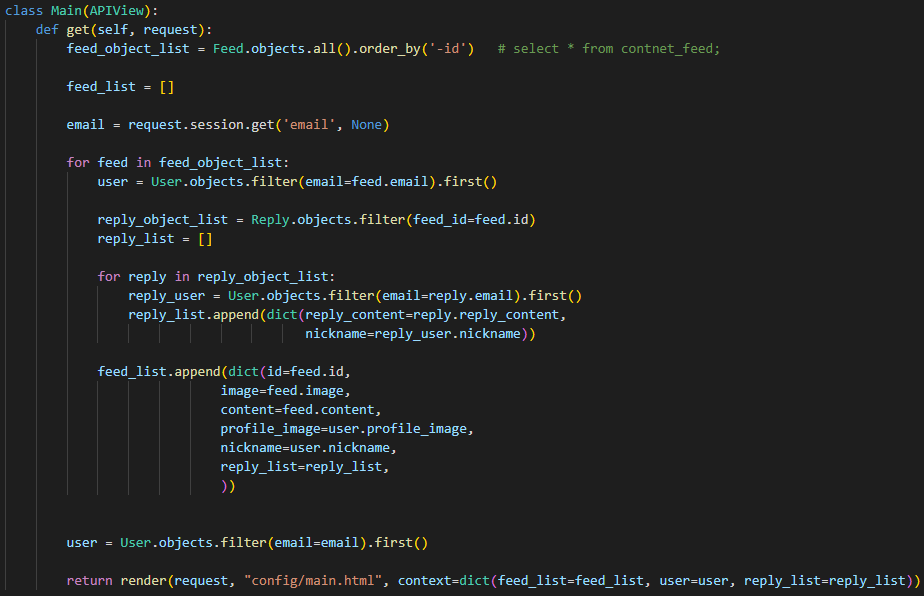 class Main(APIView):
    def get(self, request):
        feed_object_list = Feed.objects.all().order_by('-id')   # select * from contnet_feed;
        feed_list = []
        email = request.session.get('email', None)
        for feed in feed_object_list:
            user = User.objects.filter(email=feed.email).first()
            reply_object_list = Reply.objects.filter(feed_id=feed.id)
            reply_list = []
            for reply in reply_object_list:
                reply_user = User.objects.filter(email=reply.email).first()
                reply_list.append(dict(reply_content=reply.reply_content,
                                       nickname=reply_user.nickname))
            feed_list.append(dict(id=feed.id,
                            image=feed.image,
                            content=feed.content,
                            profile_image=user.profile_image,
                            nickname=user.nickname,
                            reply_list=reply_list,
                            ))
        user = User.objects.filter(email=email).first()
        return render(request, "config/main.html", context=dict(feed_list=feed_list, user=user, reply_list=reply_list))